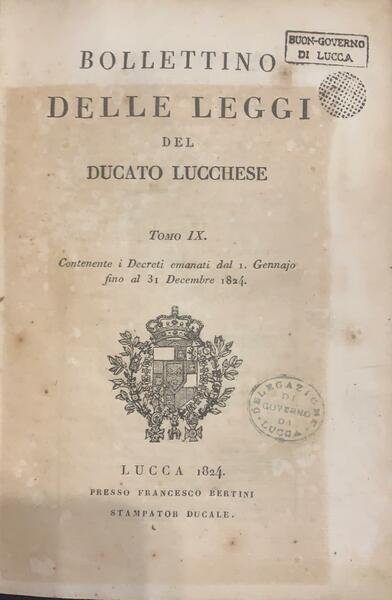 BUON-GOVERNO
DI LUCCA
BOLLETTINO
DELLE LEGGI
DEL
DUCATO LUCCHESE
TOMO IX.
Contenente i Decreti emanati dal 1. Gennajo
fino al 31 Decembre 1824.
DELEGAZIONE
DI
GOVERNO
DA
LUCCA
LUCCA 1824.
PRESSO FRANCESCO BERTINI
STAMPATOR DUCALE.